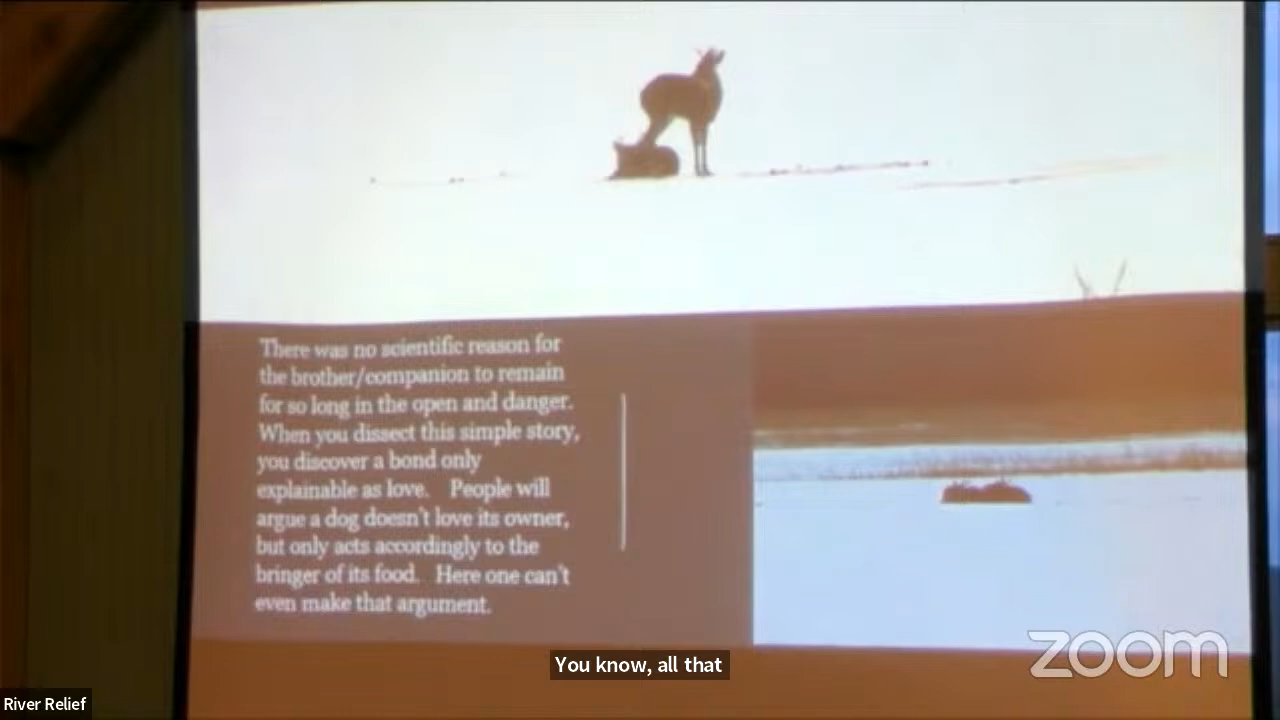 There was no scientific reason for
the brother/companion to remain
for so long in the open and danger.
When you dissect this simple story,
you discover a bond only
explainable as love. People will
argue a dog doesn't love its owner,
but only acts accordingly to the
bringer of its food. Here one can't
even make that argument.
You know, all that
zoom
River Relief